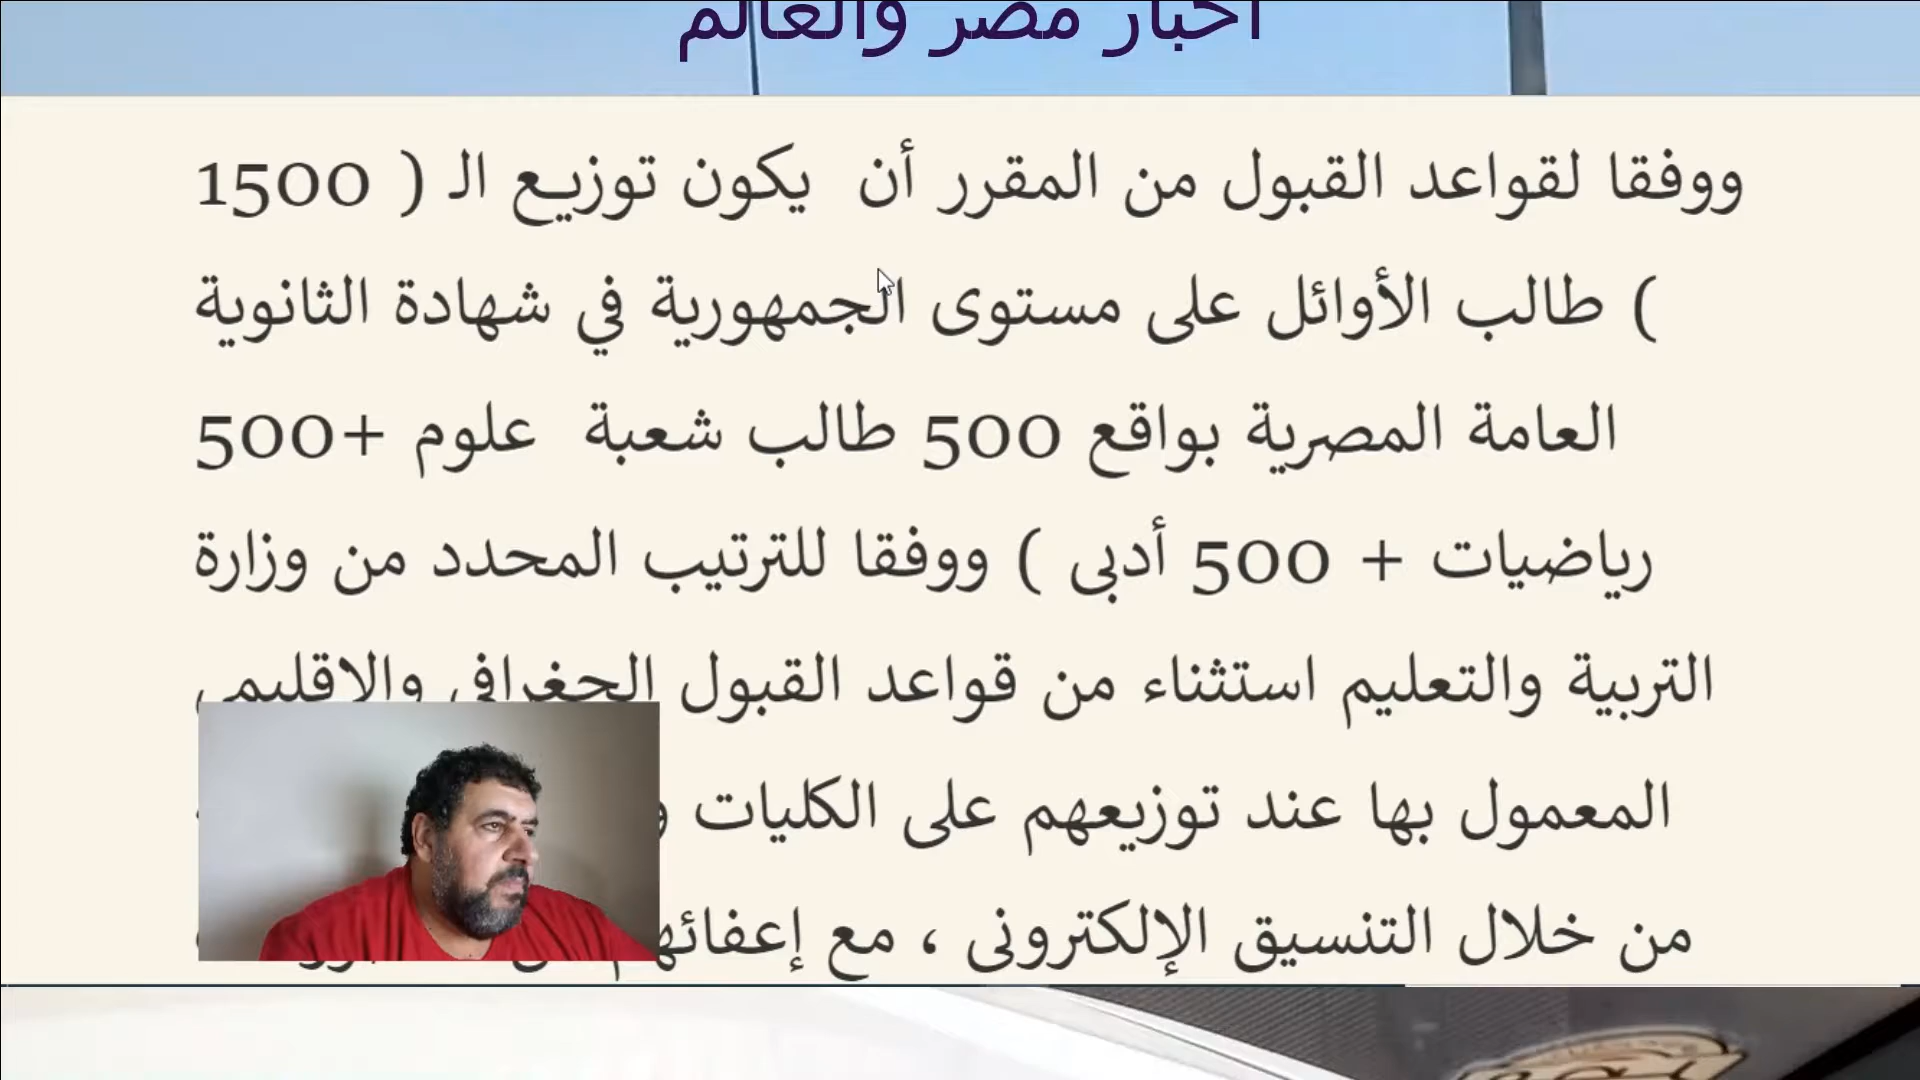 أخبار مصر والعالم
ووفقا لقواعد القبول من المقرر أن يكون توزيع الـ ( 1500
) طالب الأوائل على مستوى الجمهورية في شهادة الثانوية
العامة المصرية بواقع 500 طالب شعبة علوم +500
رياضيات + 500 أدبى ) ووفقا للترتيب المحدد من وزارة
التربية والتعليم استثناء من قواعد القبول الجغرافي والإقليمي
المعمول بها عند توزيعهم على الكليات
من خلال التنسيق الإلكترونى ، مع